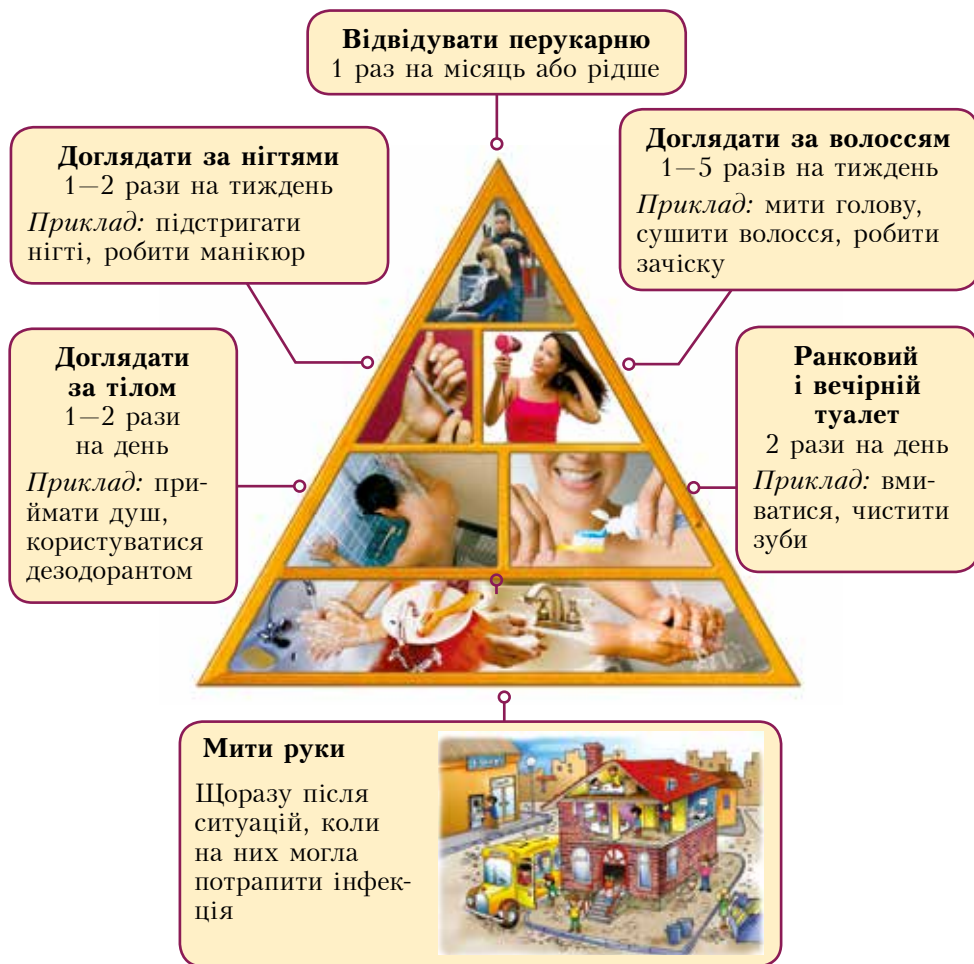 Відвідувати перукарню
1 раз на місяць або рідше
Доглядати за нігтями
1—2 рази на тиждень
Приклад: підстригати
нігті, робити манікюр
Доглядати за волоссям
1—5 разів на тиждень
Приклад: мити голову,
сушити волосся, робити
зачіску
Доглядати
за тілом
1—2 рази
на день
Приклад: при-
ймати душ,
користуватися
дезодорантом
Ранковий
і вечірній
туалет
2 рази на день
Приклад: вми-
ватися, чистити
зуби
Мити руки
Щоразу після
ситуацій, коли
на них могла
потрапити інфек-
ція